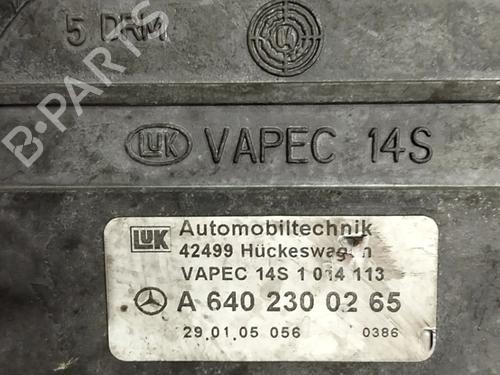 5 DRM
LUK VAPEC 14S
LUK Automobiltechnik
42499 Hückeswagen
VAPEC 14S 1 014 113
A 640 230 02 65
29.01.05 056 0386
B-PARTS